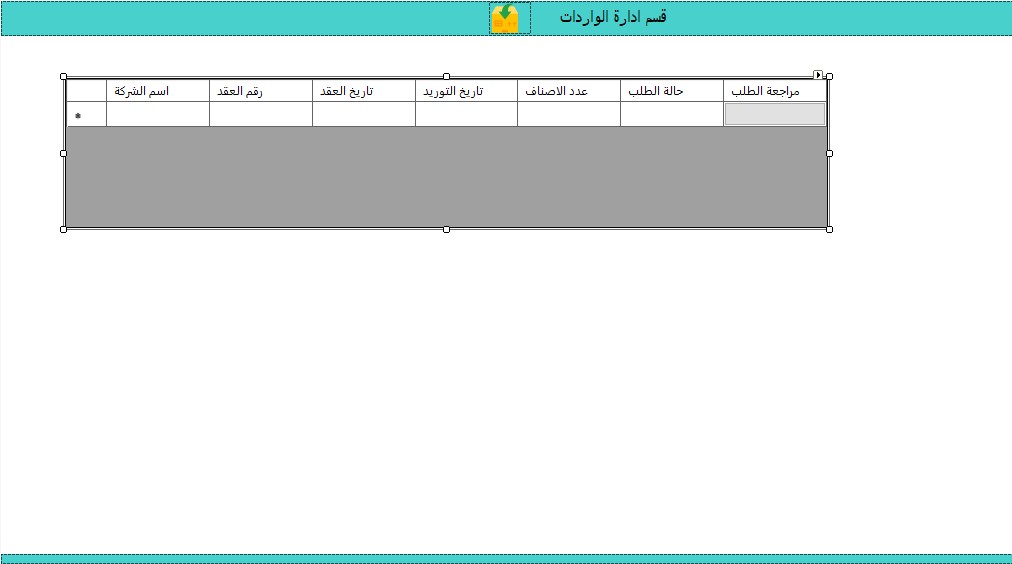 قسم ادارة الواردات
اسم الشركة رقم العقد تاريخ العقد تاريخ التوريد عدد الاصناف حالة الطلب مراجعة الطلب